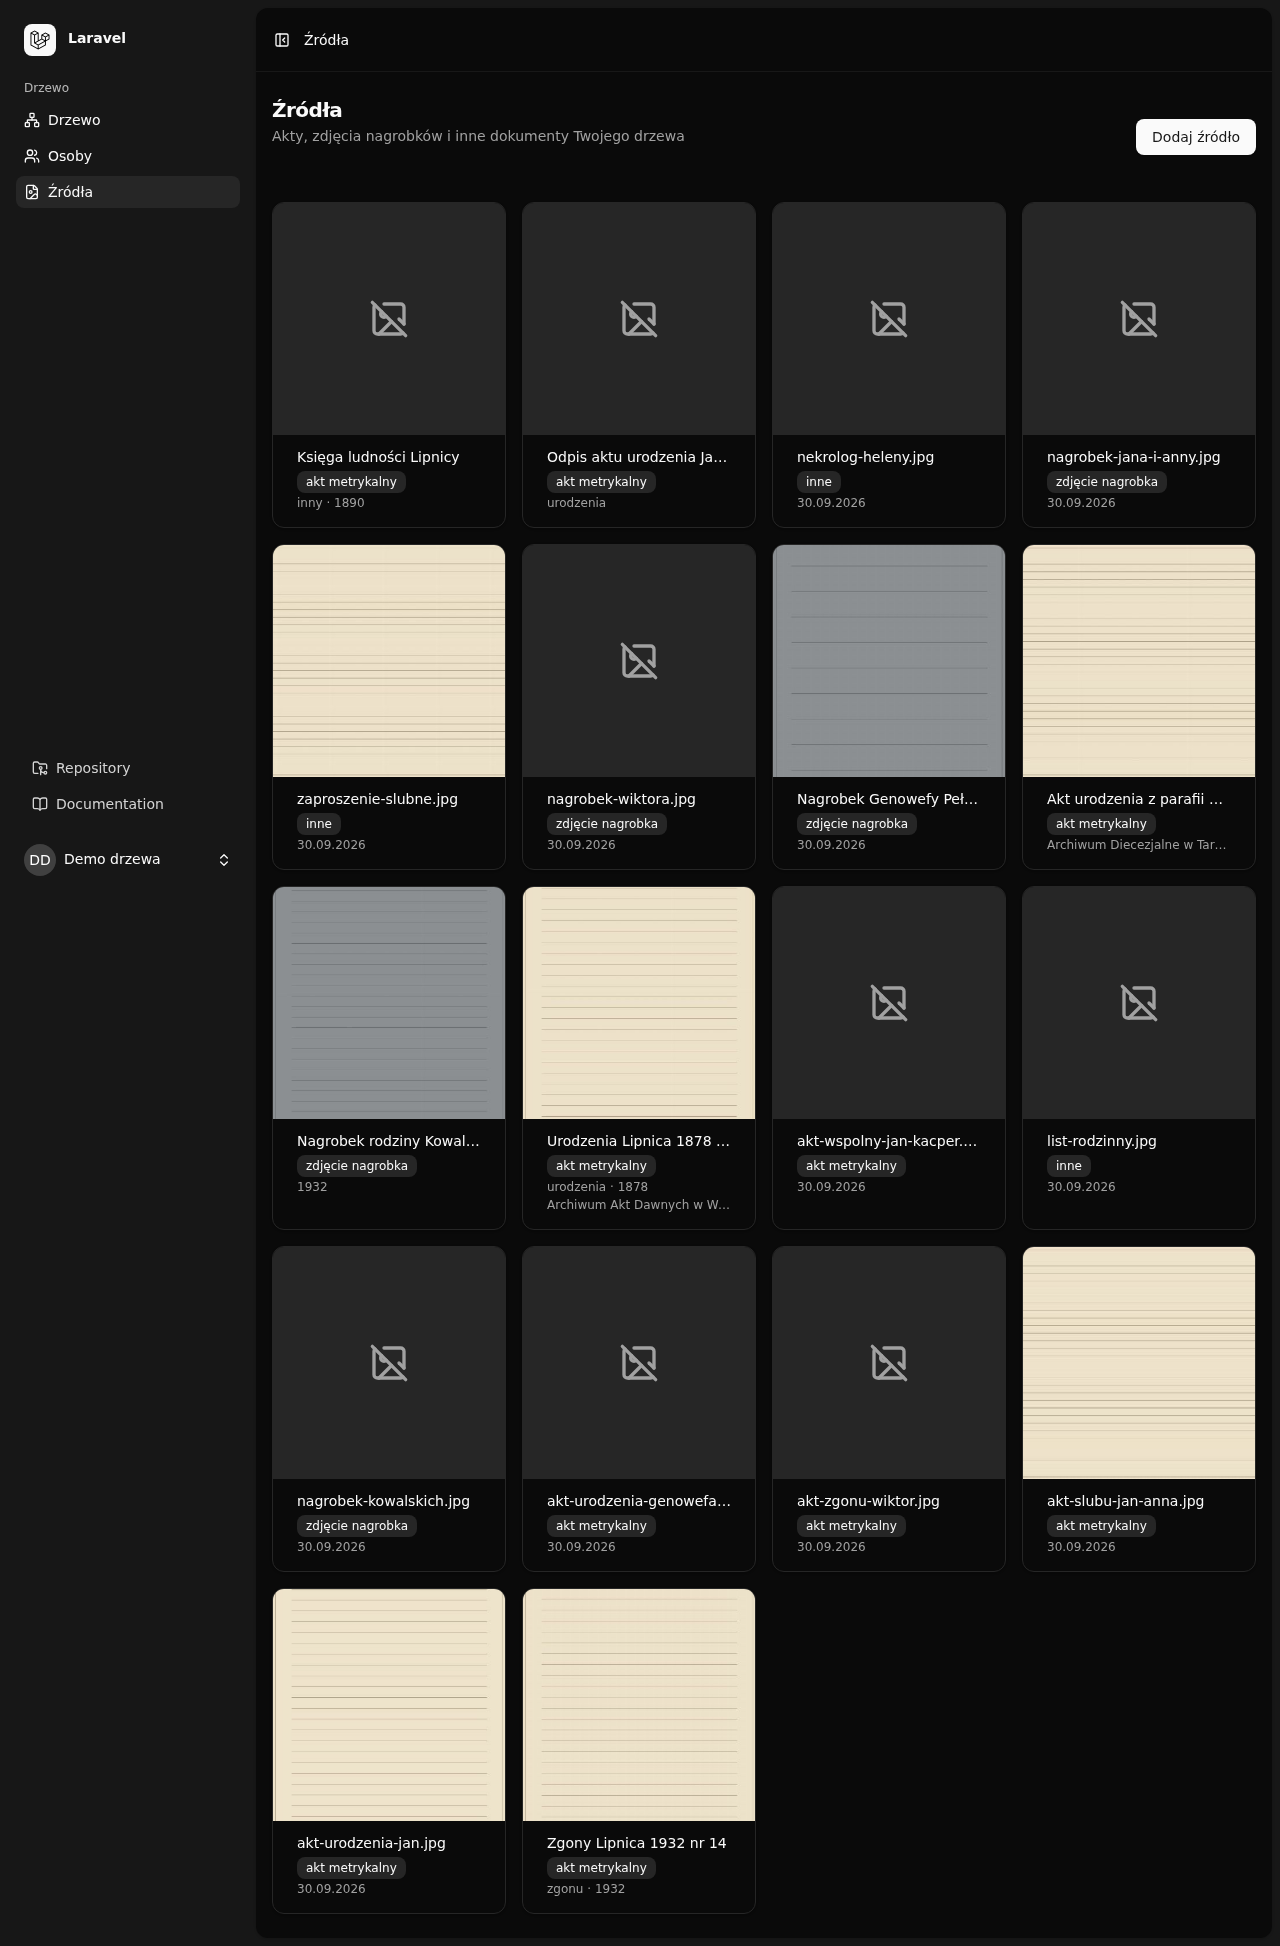 Laravel
Drzewo
Drzewo
Osoby
Źródła
Repository
Documentation
DD
Demo drzewa
Źródła
Źródła
Akty, zdjęcia nagrobków i inne dokumenty Twojego drzewa
Dodaj źródło
Księga ludności Lipnicy
akt metrykalny
inny · 1890
Odpis aktu urodzenia Ja…
akt metrykalny
urodzenia
nekrolog-heleny.jpg
inne
30.09.2026
nagrobek-jana-i-anny.jpg
zdjęcie nagrobka
30.09.2026
zaproszenie-slubne.jpg
inne
30.09.2026
nagrobek-wiktora.jpg
zdjęcie nagrobka
30.09.2026
Nagrobek Genowefy Peł…
zdjęcie nagrobka
30.09.2026
Akt urodzenia z parafii …
akt metrykalny
Archiwum Diecezjalne w Tar…
Nagrobek rodziny Kowal…
zdjęcie nagrobka
1932
Urodzenia Lipnica 1878 …
akt metrykalny
urodzenia · 1878
Archiwum Akt Dawnych w W…
akt-wspolny-jan-kacper.…
akt metrykalny
30.09.2026
list-rodzinny.jpg
inne
30.09.2026
nagrobek-kowalskich.jpg
zdjęcie nagrobka
30.09.2026
akt-urodzenia-genowefa…
akt metrykalny
30.09.2026
akt-zgonu-wiktor.jpg
akt metrykalny
30.09.2026
akt-slubu-jan-anna.jpg
akt metrykalny
30.09.2026
akt-urodzenia-jan.jpg
akt metrykalny
30.09.2026
Zgony Lipnica 1932 nr 14
akt metrykalny
zgonu · 1932